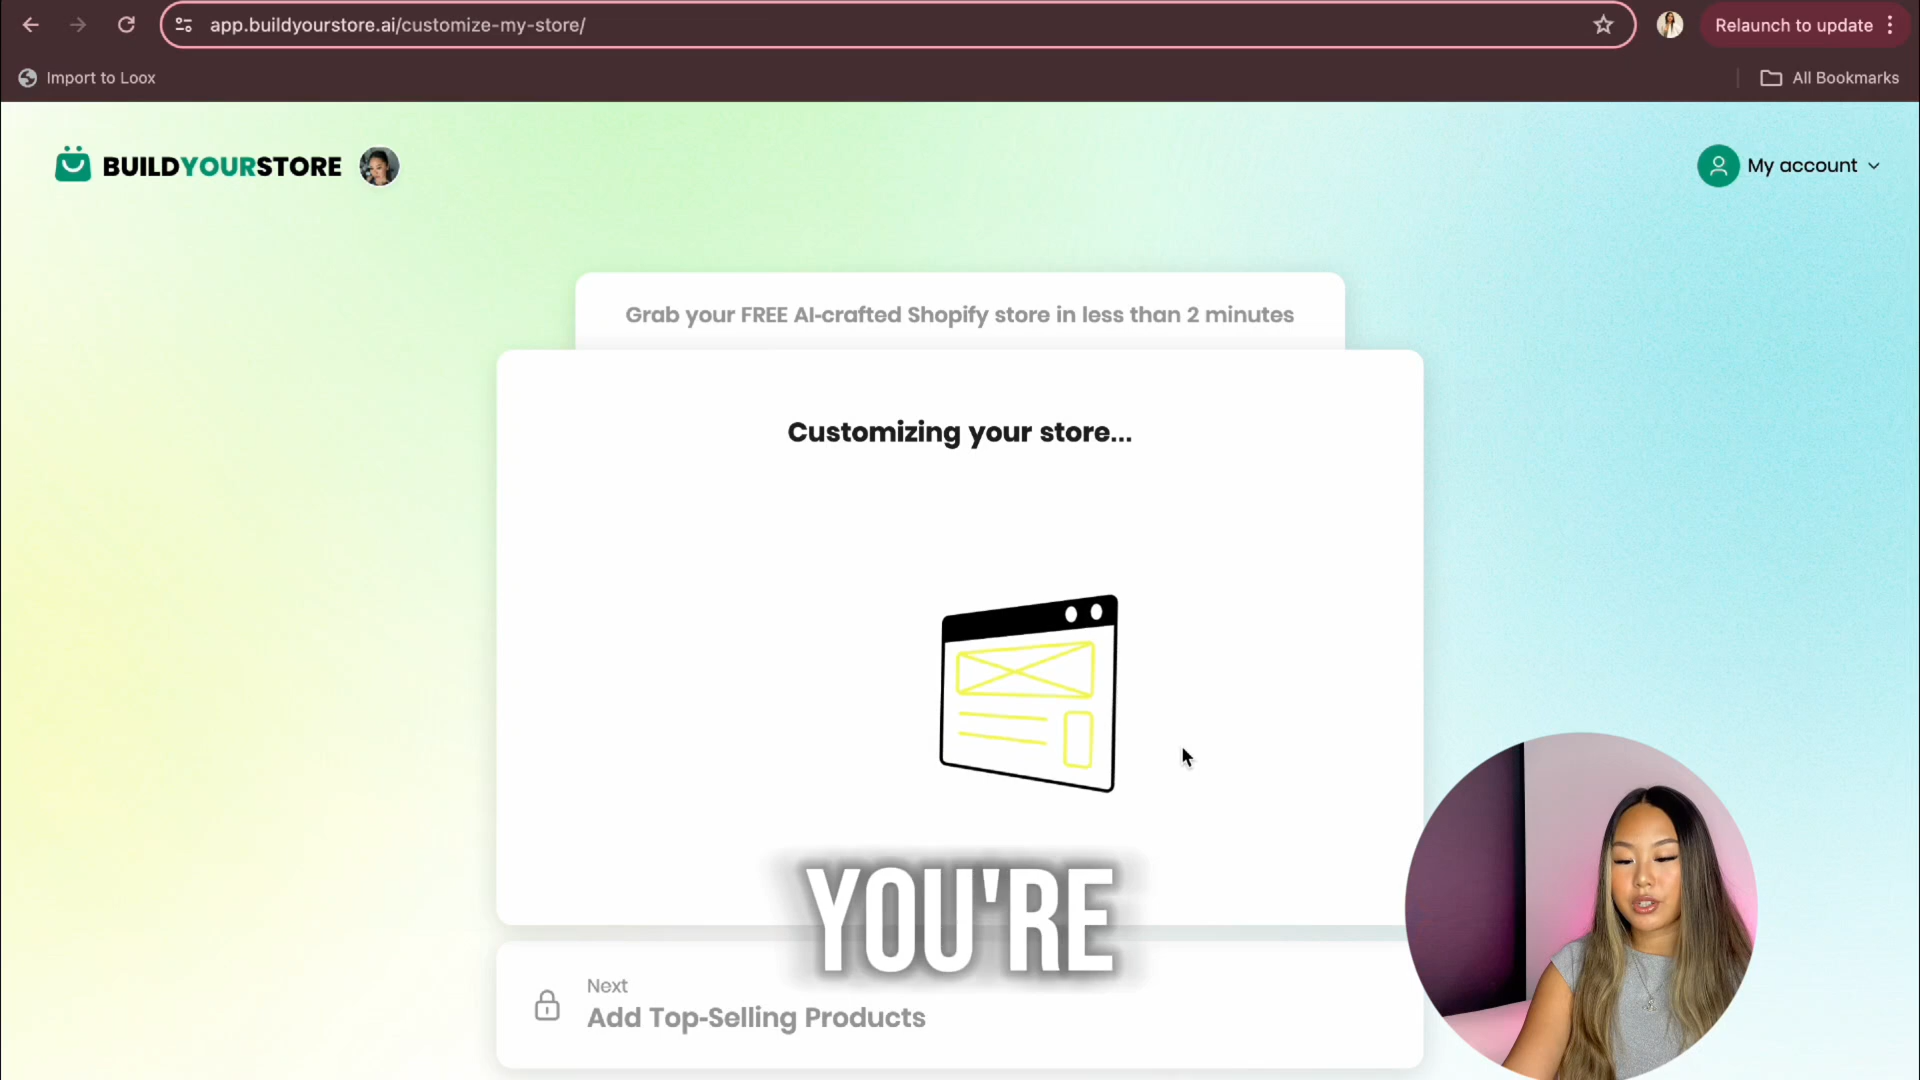 app.buildyourstore.ai/customize-my-store/
Relaunch to update
Import to Loox
All Bookmarks
BUILDYOURSTORE
My account
Grab your FREE AI-crafted Shopify store in less than 2 minutes
Customizing your store...
YOU'RE
Next
Add Top-Selling Products